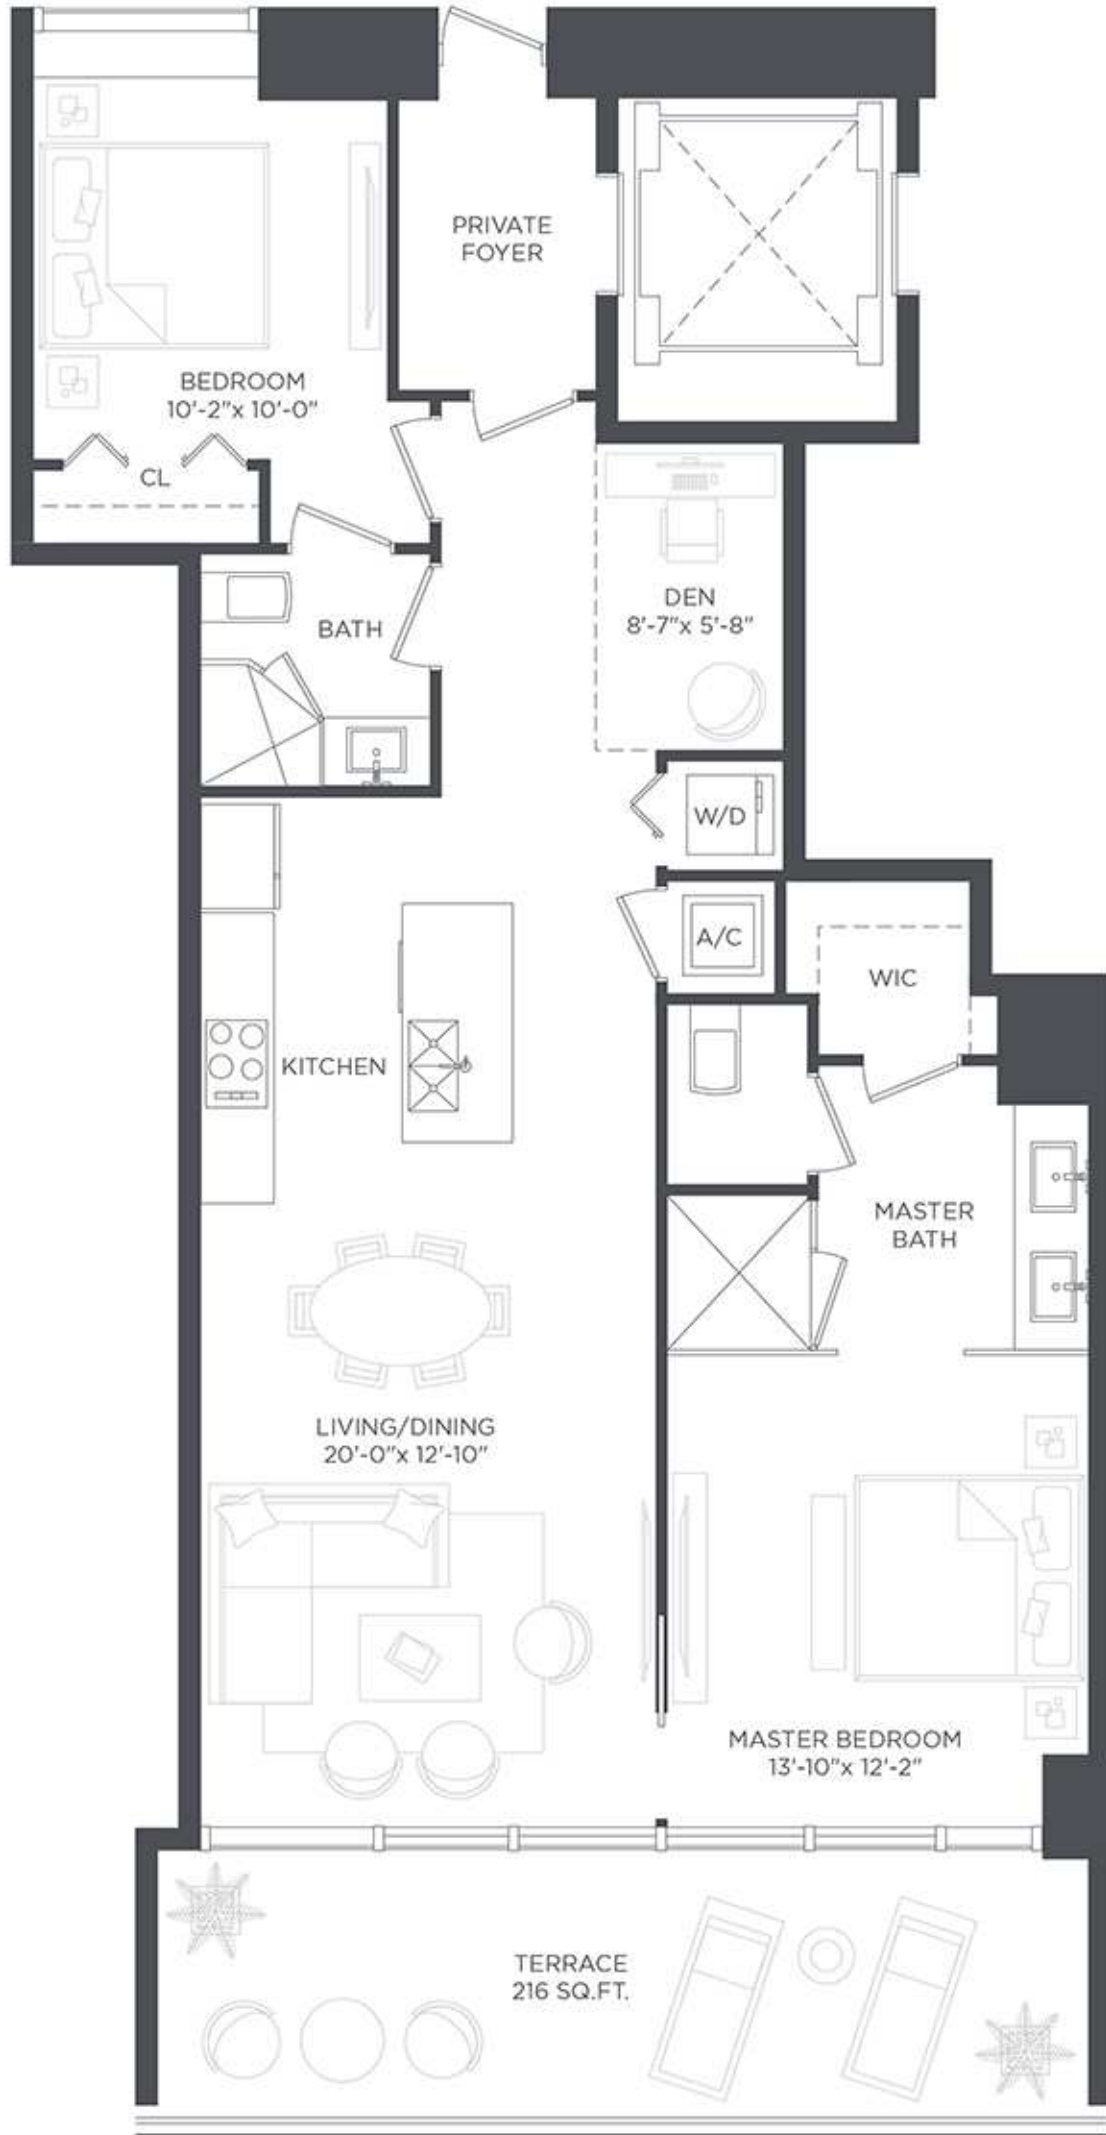 PRIVATE
FOYER
BEDROOM
10'-2"x 10'-0"
CL
BATH
DEN
8'-7"x 5'-8"
W/D
A/C
WIC
KITCHEN
MASTER
BATH
LIVING/DINING
20'-0"x 12'-10"
MASTER BEDROOM
13'-10"x 12'-2"
TERRACE
216 SQ.FT.